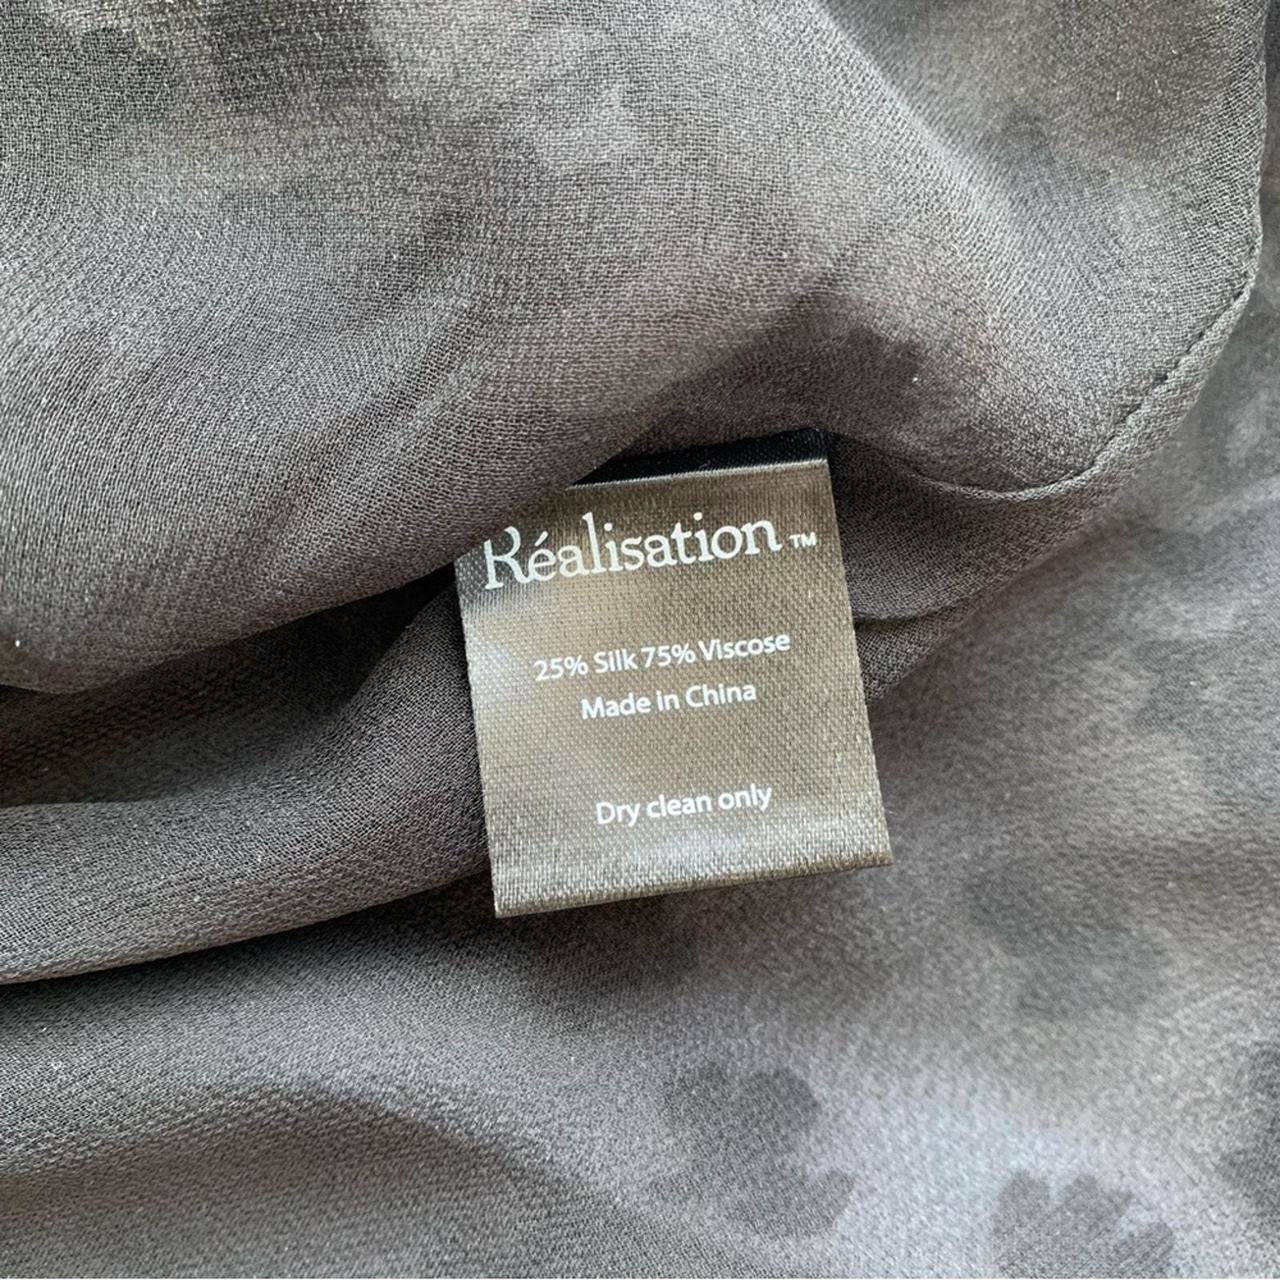 Réalisation™
25% Silk 75% Viscose
Made in China
Dry clean only